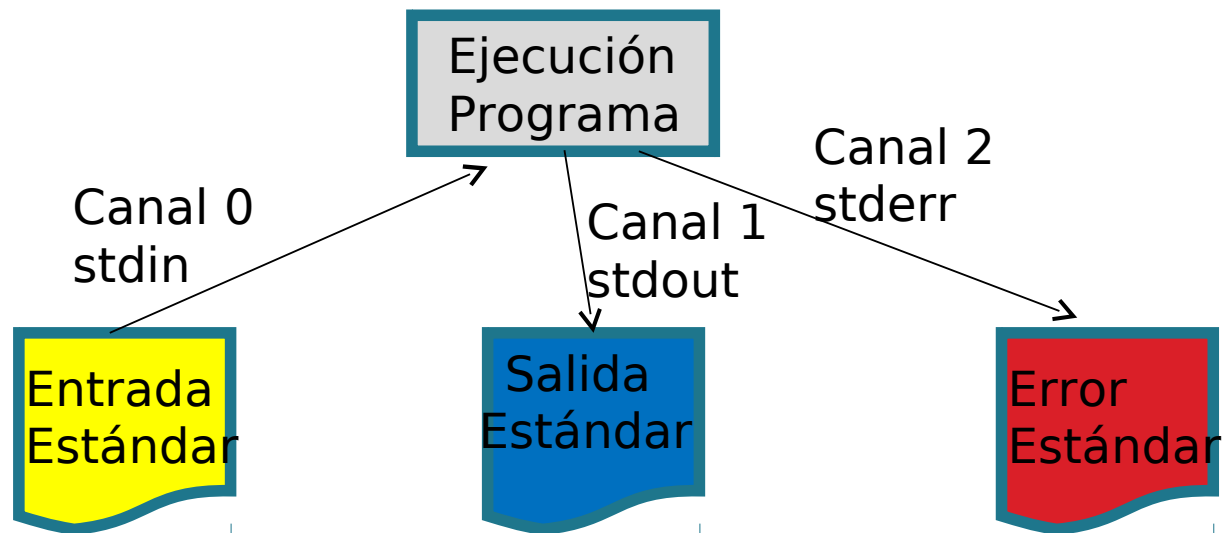 Ejecución
Programa
Canal 0
stdin
Canal 1
stdout
Canal 2
stderr
Entrada
Estándar
Salida
Estándar
Error
Estándar